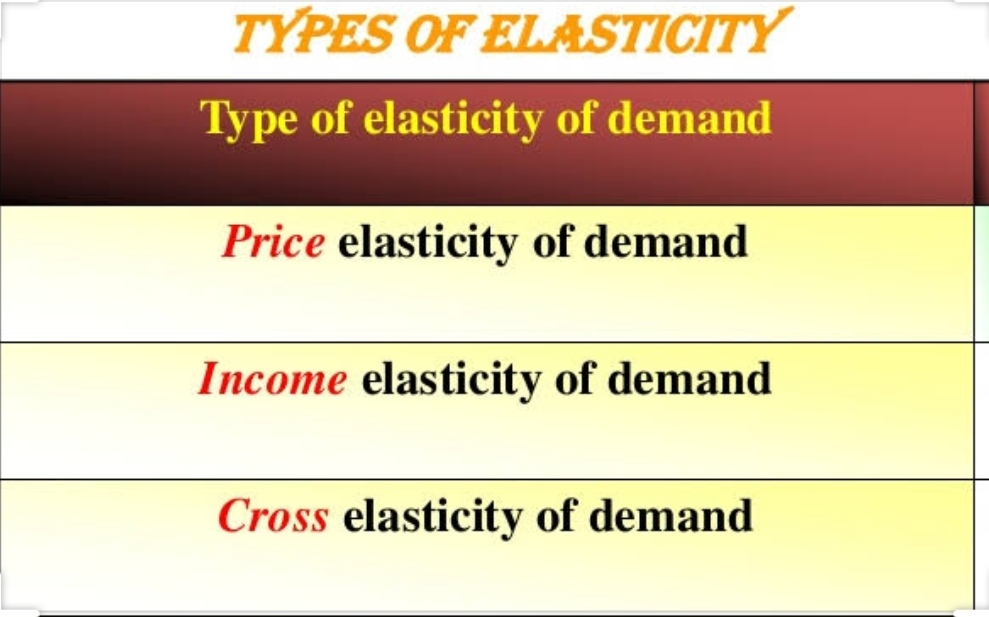 TYPES OF ELASTICITY
Type of elasticity of demand
Price elasticity of demand
Income elasticity of demand
Cross elasticity of demand